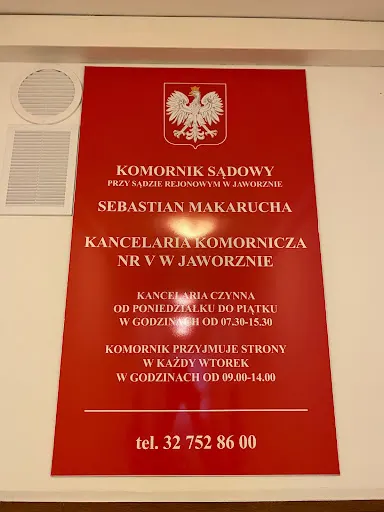 KOMORNIK SĄDOWY
PRZY SĄDZIE REJONOWYM W JAWORZNIE
SEBASTIAN MAKARUCHA
KANCELARIA KOMORNICZA
NR V W JAWORZNIE
KANCELARIA CZYNNA
OD PONIEDZIAŁKU DO PIĄTKU
W GODZINACH OD 07.30-15.30
KOMORNIK PRZYJMUJE STRONY
W KAŻDY WTOREK
W GODZINACH OD 09.00-14.00
tel. 32 752 86 00